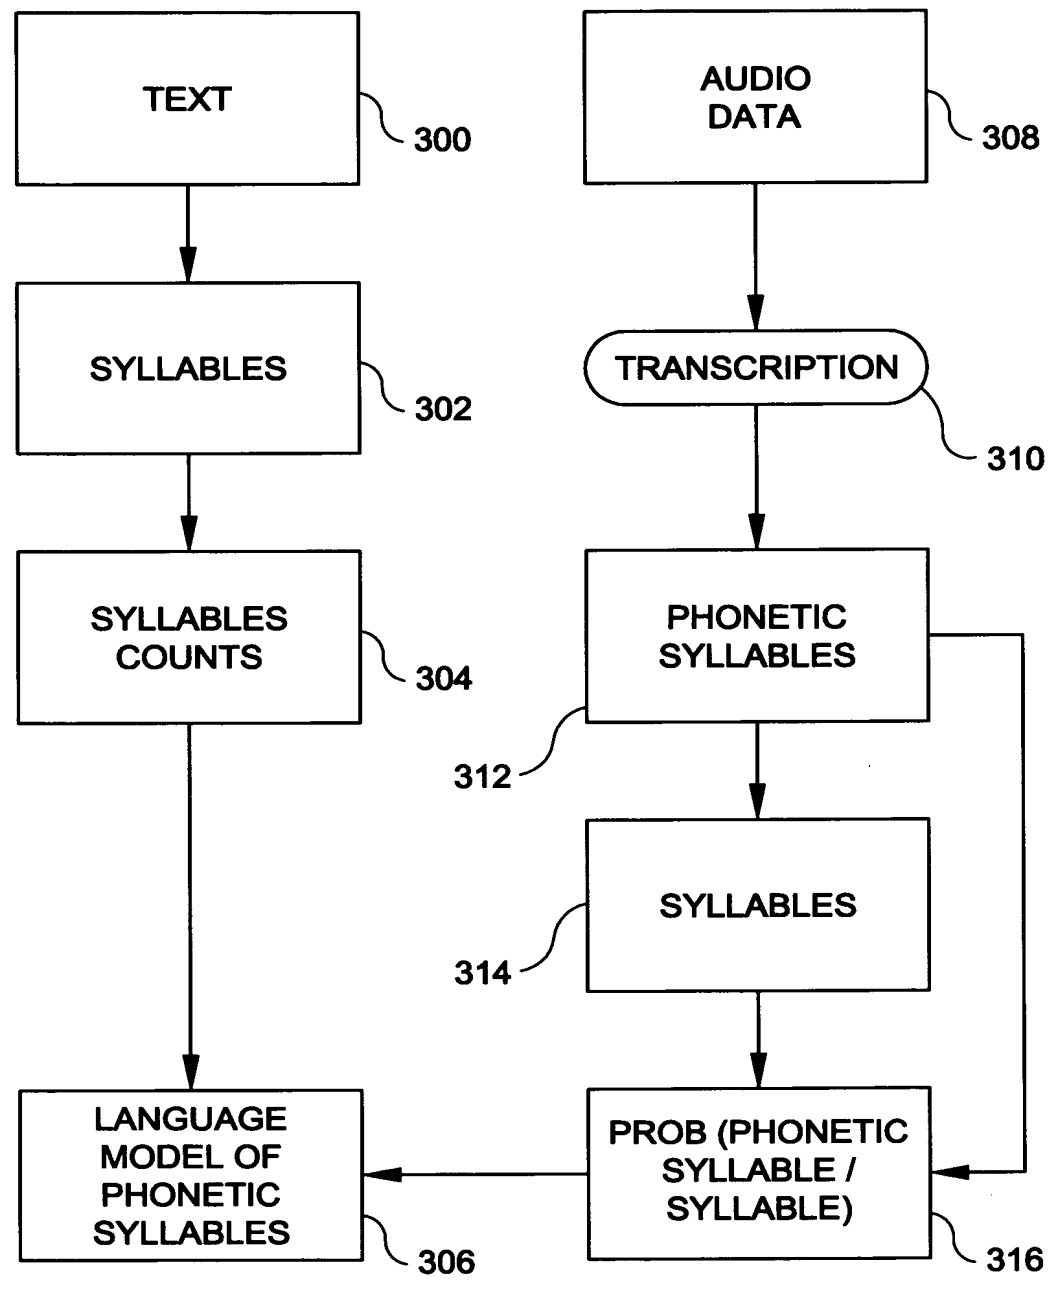 TEXT
300
SYLLABLES
302
SYLLABLES
COUNTS
304
LANGUAGE
MODEL OF
PHONETIC
SYLLABLES
306
AUDIO
DATA
308
TRANSCRIPTION
310
PHONETIC
SYLLABLES
312
SYLLABLES
314
PROB (PHONETIC
SYLLABLE /
SYLLABLE)
316